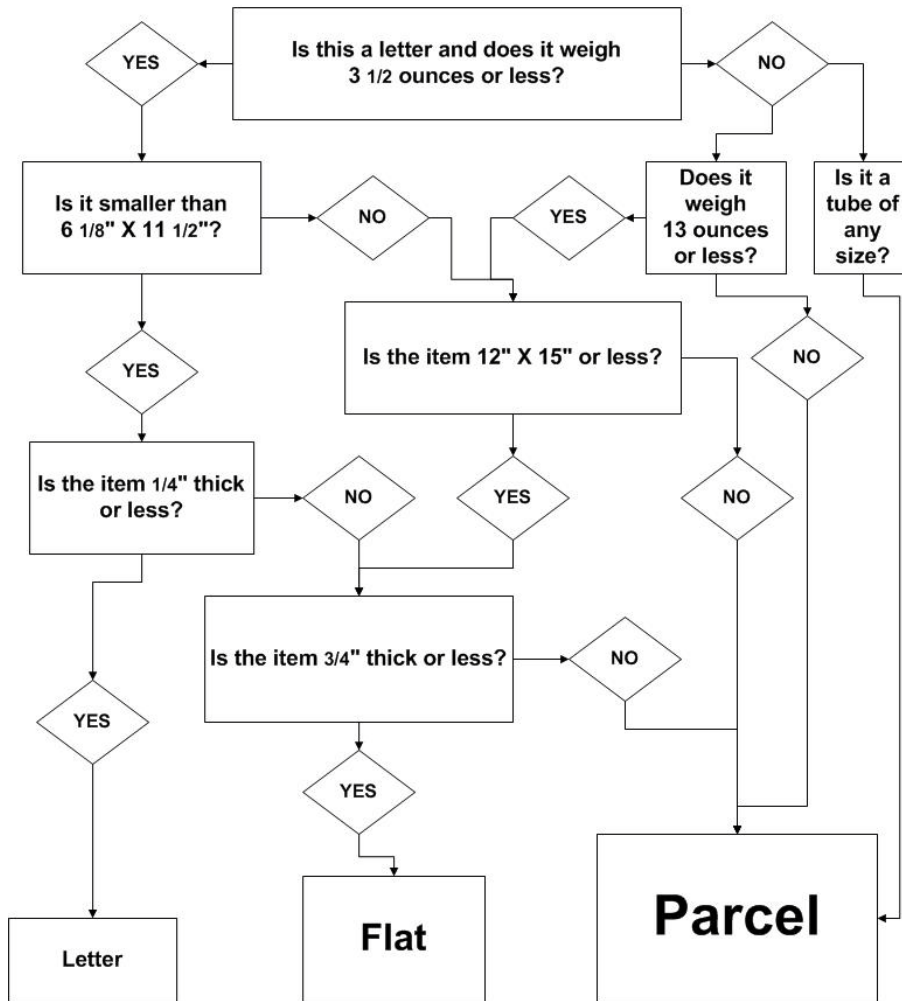 Is this a letter and does it weigh
3 1/2 ounces or less?
YES
NO
Is it smaller than
6 1/8" X 11 1/2"?
NO
YES
Does it
weigh
13 ounces
or less?
Is it a
tube of
any
size?
YES
Is the item 12" X 15" or less?
NO
Is the item 1/4" thick
or less?
NO
YES
NO
Is the item 3/4" thick or less?
NO
YES
YES
Letter
Flat
Parcel